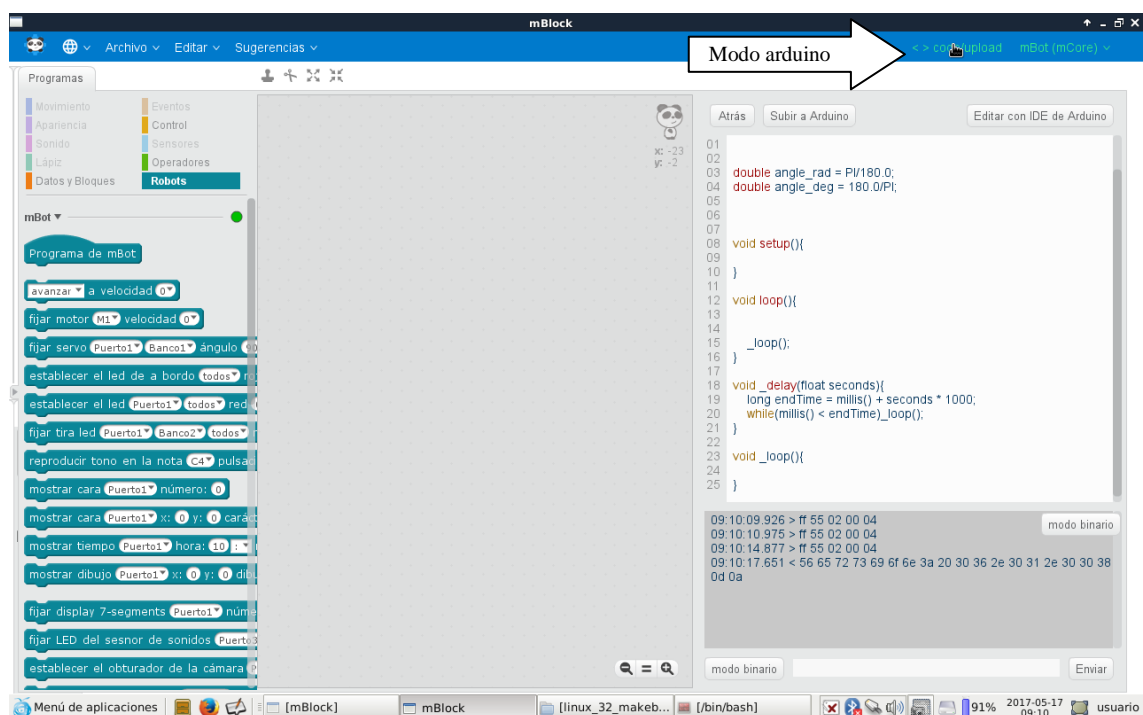 mBlock
Archivo Editar Sugerencias
Modo arduino
mBot (mCore)
Programas
Movimiento Eventos
Apariencia Control
Sonido Sensores
Lápiz Operadores
Datos y Bloques Robots
mBot
Programa de mBot
avanzar a velocidad 0
fijar motor M1 velocidad 0
fijar servo Puerto1 Banco1 ángulo 90
establecer el led de a bordo todos
establecer el led Puerto1 todos red
fijar tira led Puerto1 Banco2 todos
reproducir tono en la nota C4
mostrar cara Puerto1 número: 0
mostrar cara Puerto1 x: 0 y: 0
mostrar tiempo Puerto1 hora: 10 :
mostrar dibujo Puerto1 x: 0 y: 0
fijar display 7-segments Puerto1
fijar LED del sesnor de sonidos
establecer el obturador de la cámara
x: -23
y: -2
Atrás Subir a Arduino Editar con IDE de Arduino
01
02
03 double angle_rad = PI/180.0;
04 double angle_deg = 180.0/PI;
05
06
07
08 void setup(){
09
10 }
11
12 void loop(){
13
14
15 _loop();
16 }
17
18 void _delay(float seconds){
19 long endTime = millis() + seconds * 1000;
20 while(millis() < endTime)_loop();
21 }
22
23 void _loop(){
24
25 }
09:10:09.926 > ff 55 02 00 04
modo binario
09:10:10.975 > ff 55 02 00 04
09:10:14.877 > ff 55 02 00 04
09:10:17.651 < 56 65 72 73 69 6f 6e 3a 20 30 36 2e 30 31 2e 30 30 38
0d 0a
modo binario Enviar
Menú de aplicaciones [mBlock] mBlock [linux_32_makeb... [/bin/bash] 91% 2017-05-17 usuario
09:10